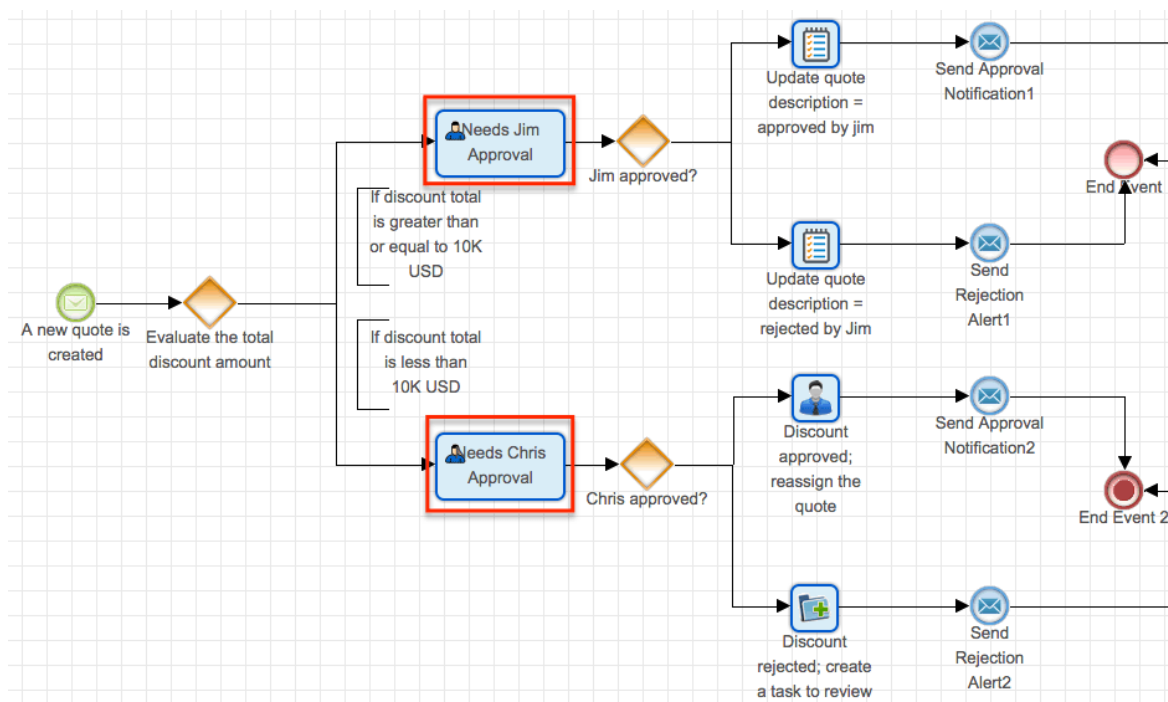 Update quote
description =
approved by jim
Send Approval
Notification1
Needs Jim
Approval
Jim approved?
End Event
If discount total
is greater than
or equal to 10K
USD
Update quote
description =
rejected by Jim
Send
Rejection
Alert1
A new quote is
created
Evaluate the total
discount amount
If discount total
is less than
10K USD
Needs Chris
Approval
Chris approved?
Discount
approved;
reassign the
quote
Send Approval
Notification2
End Event 2
Discount
rejected; create
a task to review
Send
Rejection
Alert2